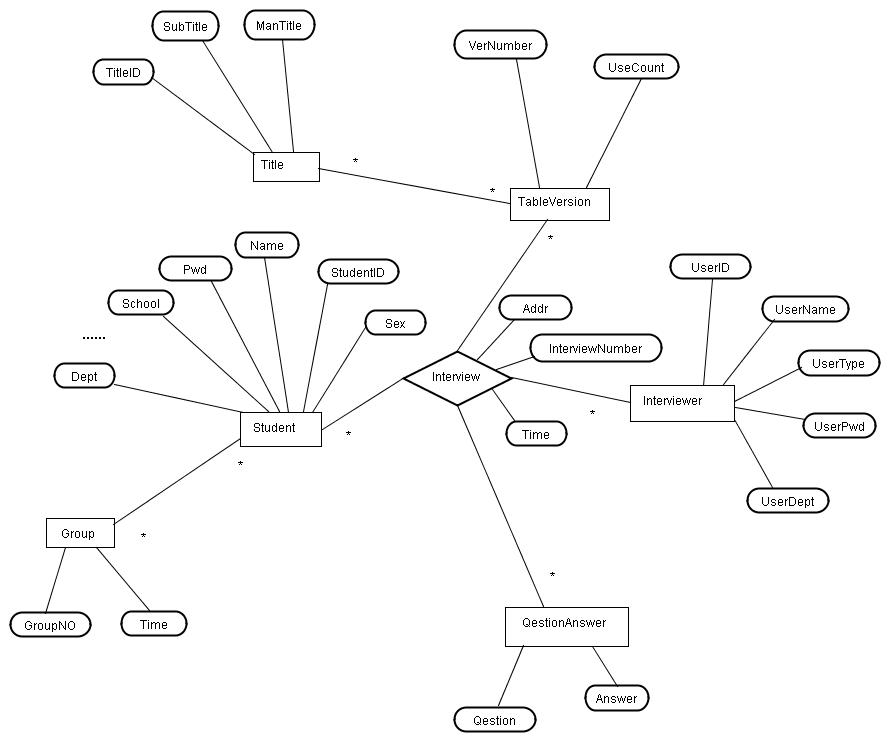 SubTitle
ManTitle
TitleID
VerNumber
UseCount
Title
*
*
TableVersion
*
Name
Pwd
StudentID
School
Sex
......
Dept
UserID
Addr
UserName
InterviewNumber
UserType
Interview
Interviewer
*
UserPwd
Student
*
Time
*
UserDept
Group
*
*
GroupNO
Time
QestionAnswer
Answer
Qestion